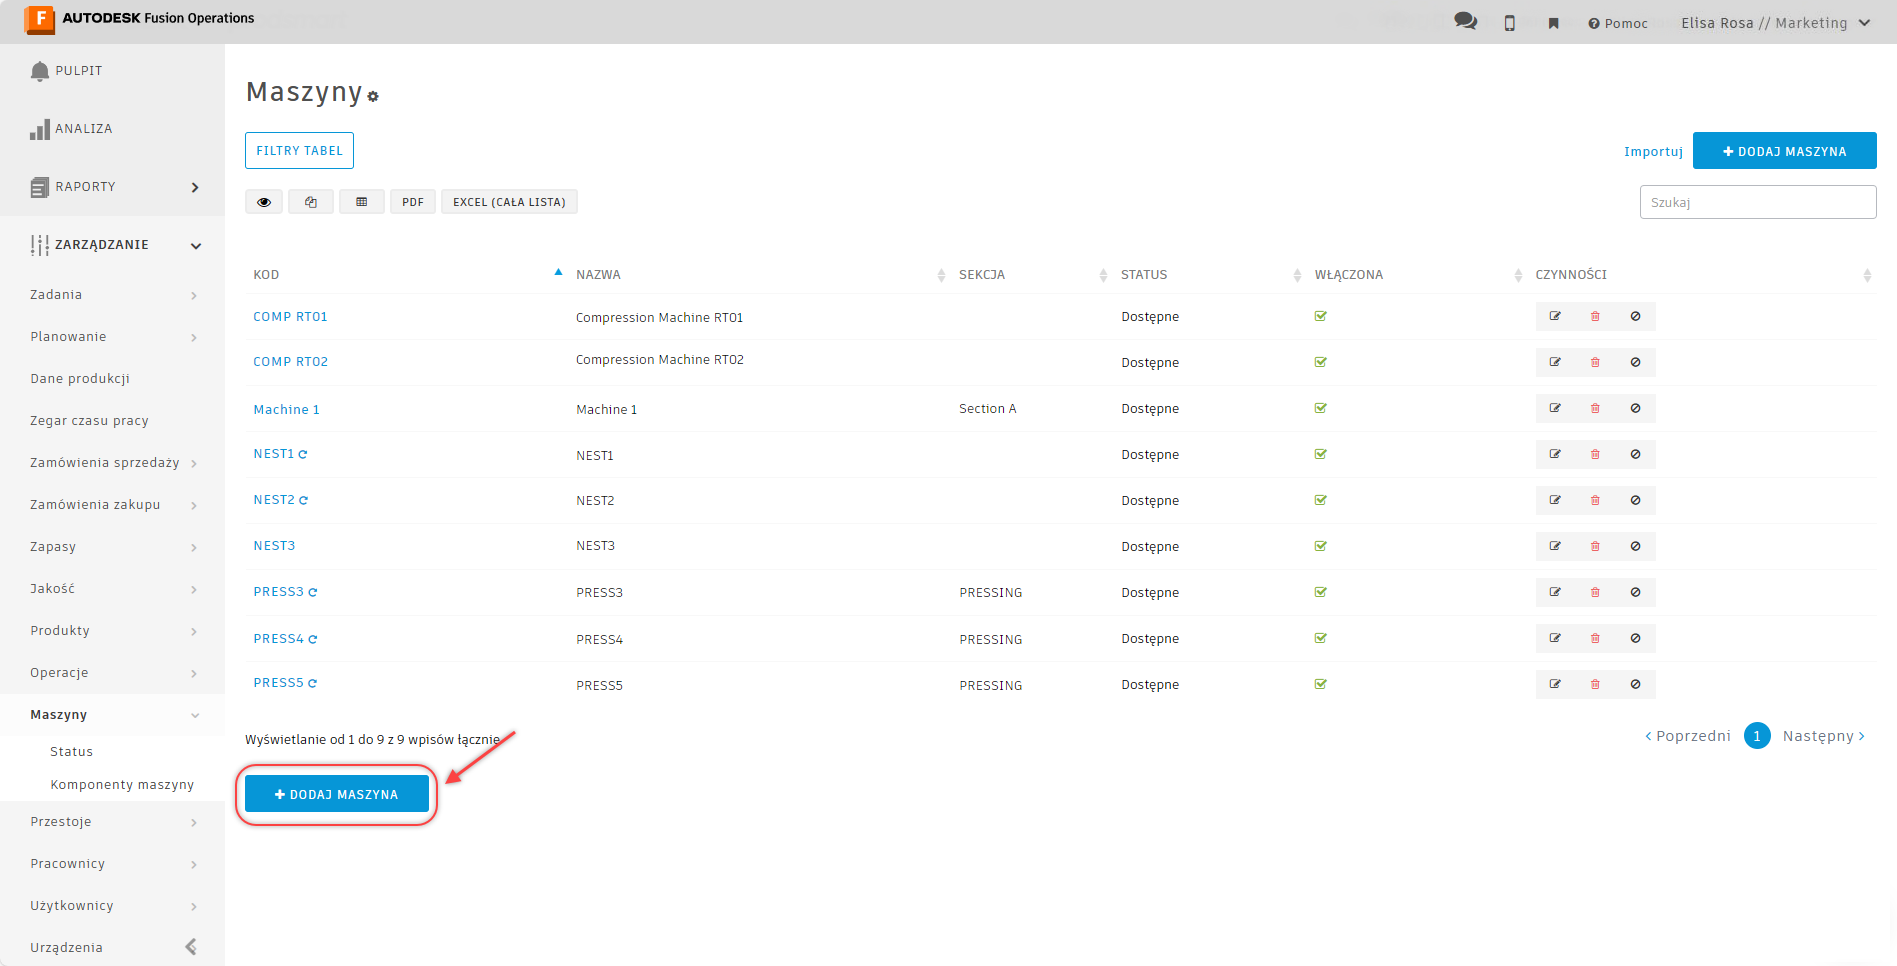 AUTODESK Fusion Operations
Pomoc
Elisa Rosa // Marketing
PULPIT
ANALIZA
RAPORTY
ZARZĄDZANIE
Zadania
Planowanie
Dane produkcji
Zegar czasu pracy
Zamówienia sprzedaży
Zamówienia zakupu
Zapasy
Jakość
Produkty
Operacje
Maszyny
Status
Komponenty maszyny
Przestoje
Pracownicy
Użytkownicy
Urządzenia
Maszyny
FILTRY TABEL
Importuj
DODAJ MASZYNA
PDF
EXCEL (CAŁA LISTA)
Szukaj
KOD NAZWA SEKCJA STATUS WŁĄCZONA CZYNNOŚCI
COMP RT01 Compression Machine RT01 Dostępne
COMP RT02 Compression Machine RT02 Dostępne
Machine 1 Machine 1 Section A Dostępne
NEST1 NEST1 Dostępne
NEST2 NEST2 Dostępne
NEST3 NEST3 Dostępne
PRESS3 PRESS3 PRESSING Dostępne
PRESS4 PRESS4 PRESSING Dostępne
PRESS5 PRESS5 PRESSING Dostępne
Wyświetlanie od 1 do 9 z 9 wpisów łącznie
Poprzedni 1 Następny
DODAJ MASZYNA